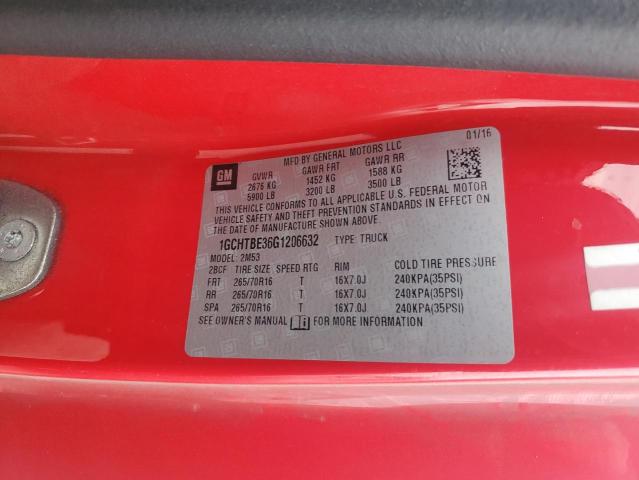 01/16
MFD BY GENERAL MOTORS LLC
GM GVWR GAWR FRT GAWR RR
2676 KG 1452 KG 1588 KG
5900 LB 3200 LB 3500 LB
THIS VEHICLE CONFORMS TO ALL APPLICABLE U.S. FEDERAL MOTOR
VEHICLE SAFETY AND THEFT PREVENTION STANDARDS IN EFFECT ON
THE DATE OF MANUFACTURE SHOWN ABOVE.
1GCHTBE36G1206632 TYPE: TRUCK
MODEL: 2M53
2BCF TIRE SIZE SPEED RTG RIM COLD TIRE PRESSURE
FRT 265/70R16 T 16X7.0J 240KPA(35PSI)
RR 265/70R16 T 16X7.0J 240KPA(35PSI)
SPA 265/70R16 T 16X7.0J 240KPA(35PSI)
SEE OWNER'S MANUAL FOR MORE INFORMATION